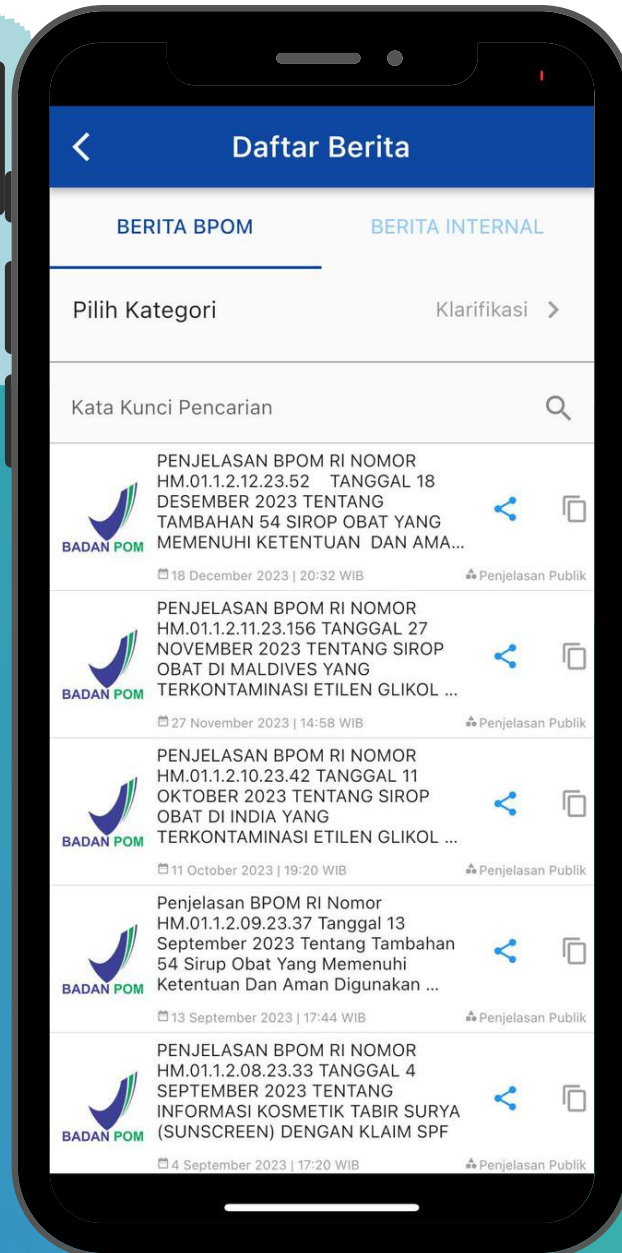 Daftar Berita
BERITA BPOM
BERITA INTERNAL
Pilih Kategori
Klarifikasi
Kata Kunci Pencarian
BADAN POM
PENJELASAN BPOM RI NOMOR
HM.01.1.2.12.23.52 TANGGAL 18
DESEMBER 2023 TENTANG
TAMBAHAN 54 SIROP OBAT YANG
MEMENUHI KETENTUAN DAN AMA...
18 December 2023 | 20:32 WIB
Penjelasan Publik
BADAN POM
PENJELASAN BPOM RI NOMOR
HM.01.1.2.11.23.156 TANGGAL 27
NOVEMBER 2023 TENTANG SIROP
OBAT DI MALDIVES YANG
TERKONTAMINASI ETILEN GLIKOL ...
27 November 2023 | 14:58 WIB
Penjelasan Publik
BADAN POM
PENJELASAN BPOM RI NOMOR
HM.01.1.2.10.23.42 TANGGAL 11
OKTOBER 2023 TENTANG SIROP
OBAT DI INDIA YANG
TERKONTAMINASI ETILEN GLIKOL ...
11 October 2023 | 19:20 WIB
Penjelasan Publik
BADAN POM
Penjelasan BPOM RI Nomor
HM.01.1.2.09.23.37 Tanggal 13
September 2023 Tentang Tambahan
54 Sirup Obat Yang Memenuhi
Ketentuan Dan Aman Digunakan ...
13 September 2023 | 17:44 WIB
Penjelasan Publik
BADAN POM
PENJELASAN BPOM RI NOMOR
HM.01.1.2.08.23.33 TANGGAL 4
SEPTEMBER 2023 TENTANG
INFORMASI KOSMETIK TABIR SURYA
(SUNSCREEN) DENGAN KLAIM SPF
4 September 2023 | 17:20 WIB
Penjelasan Publik